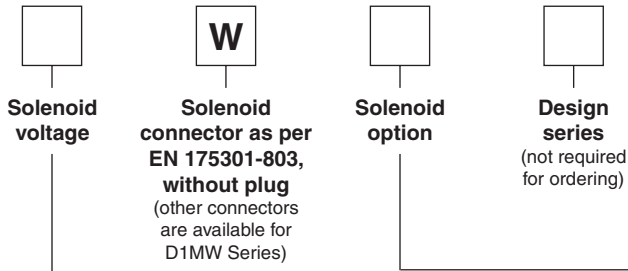 W
Solenoid
voltage
Solenoid
connector as per
EN 175301-803,
without plug
(other connectors
are available for
D1MW Series)
Solenoid
option
Design
series
(not required
for ordering)